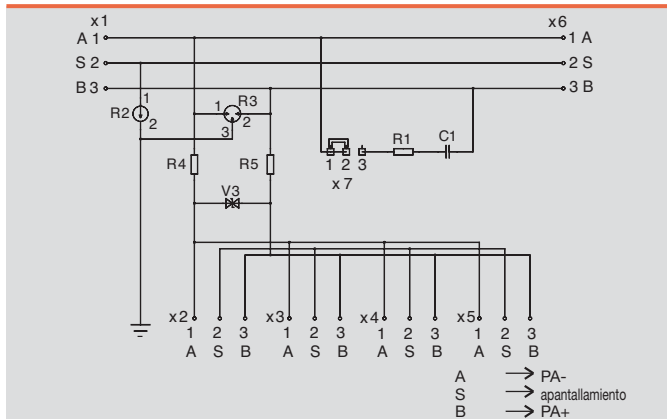 x1 x6
A 1 1 A
S 2 2 S
B 3 3 B
R2 1 2
1 R3 2 3
R4 R5
V3
1 2 3 R1 C1
x7
x2 x3 x4 x5
1 2 3 1 2 3 1 2 3 1 2 3
A S B A S B A S B A S B
A PA-
S apantallamiento
B PA+